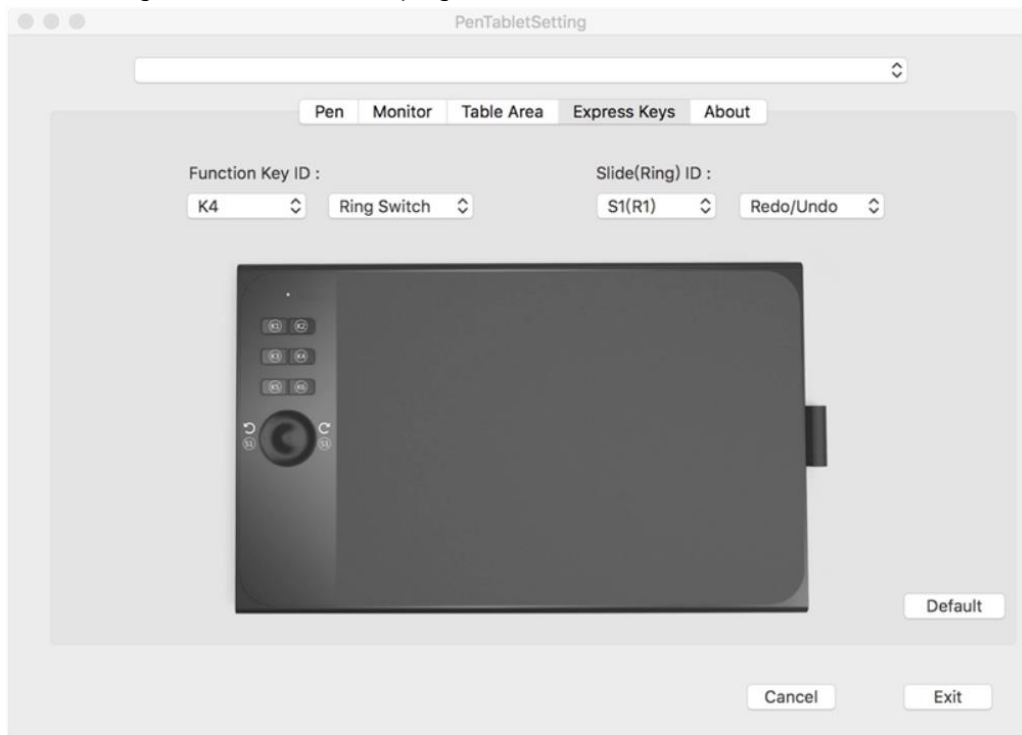 PenTabletSetting
Pen Monitor Table Area Express Keys About
Function Key ID : Slide(Ring) ID :
K4 Ring Switch S1(R1) Redo/Undo
K1 K2
K3 K4
K5 K6
S1 S1
Default
Cancel Exit